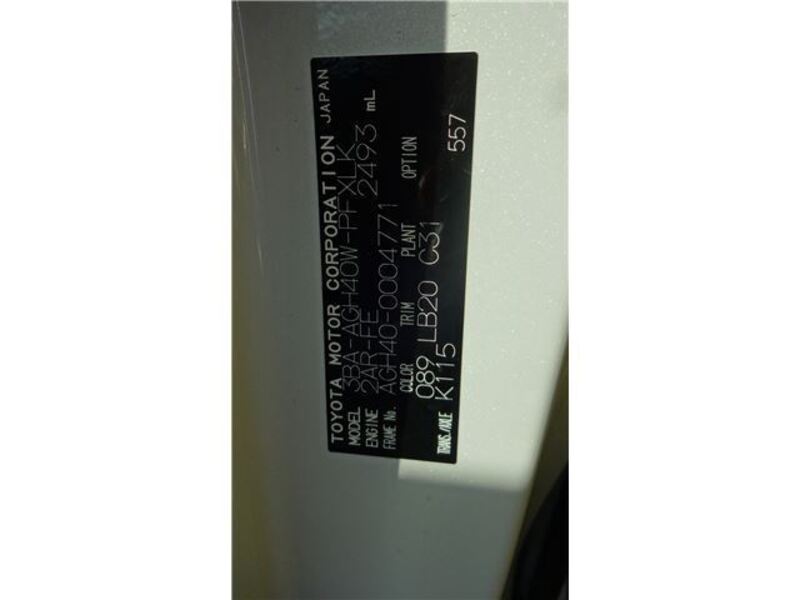 TOYOTA MOTOR CORPORATION JAPAN
MODEL 3BA-AGH40W-PFXLK
ENGINE 2AR-FE 2493 mL
FRAME No. AGH40-0004771
COLOR TRIM PLANT OPTION
089 LB20 C31
TRANS./AXLE K115 557